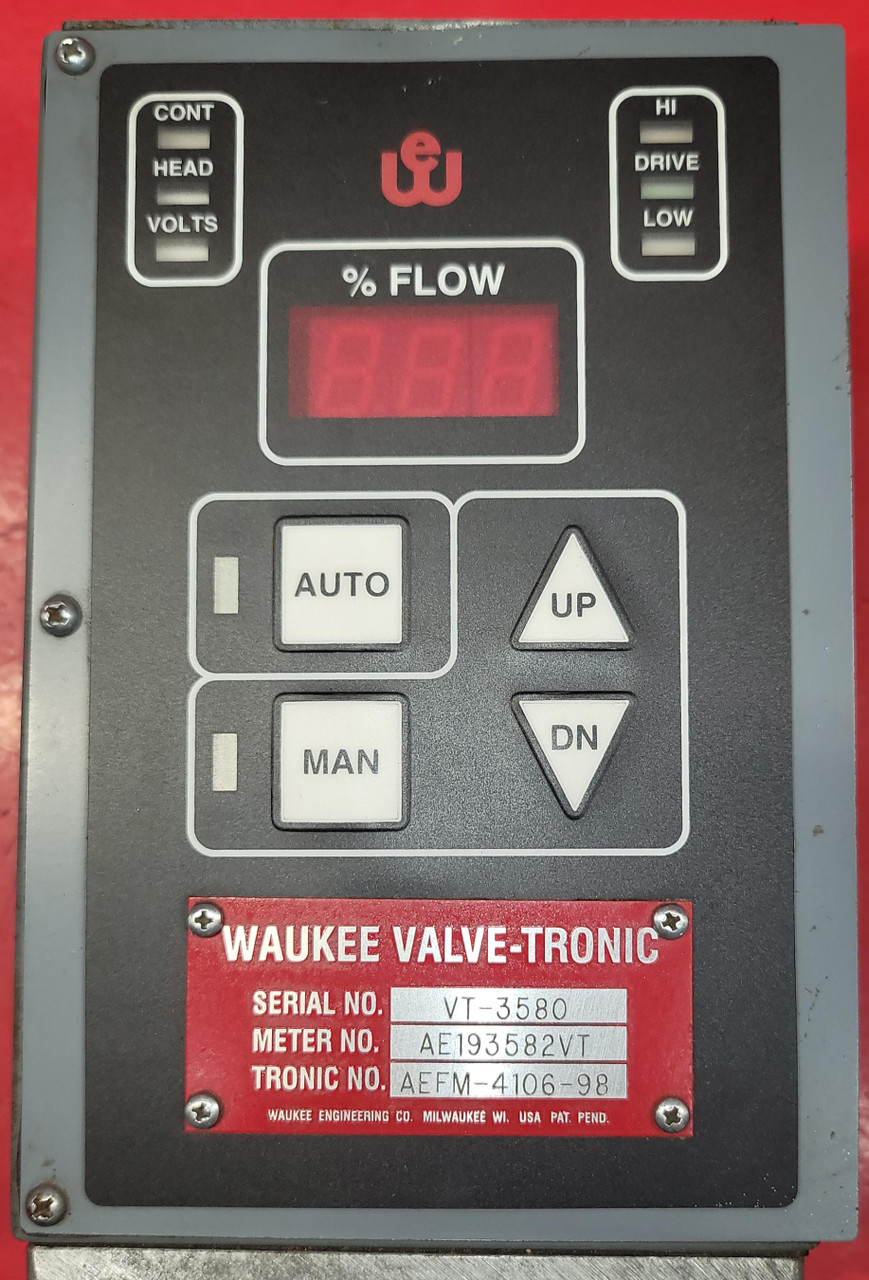 CONT
HEAD
VOLTS
HI
DRIVE
LOW
eW
% FLOW
AUTO
UP
MAN
DN
WAUKEE VALVE-TRONIC
SERIAL NO. VT-3580
METER NO. AE193582VT
TRONIC NO. AEFM-4106-98
WAUKEE ENGINEERING CO. MILWAUKEE WI. USA PAT. PEND.